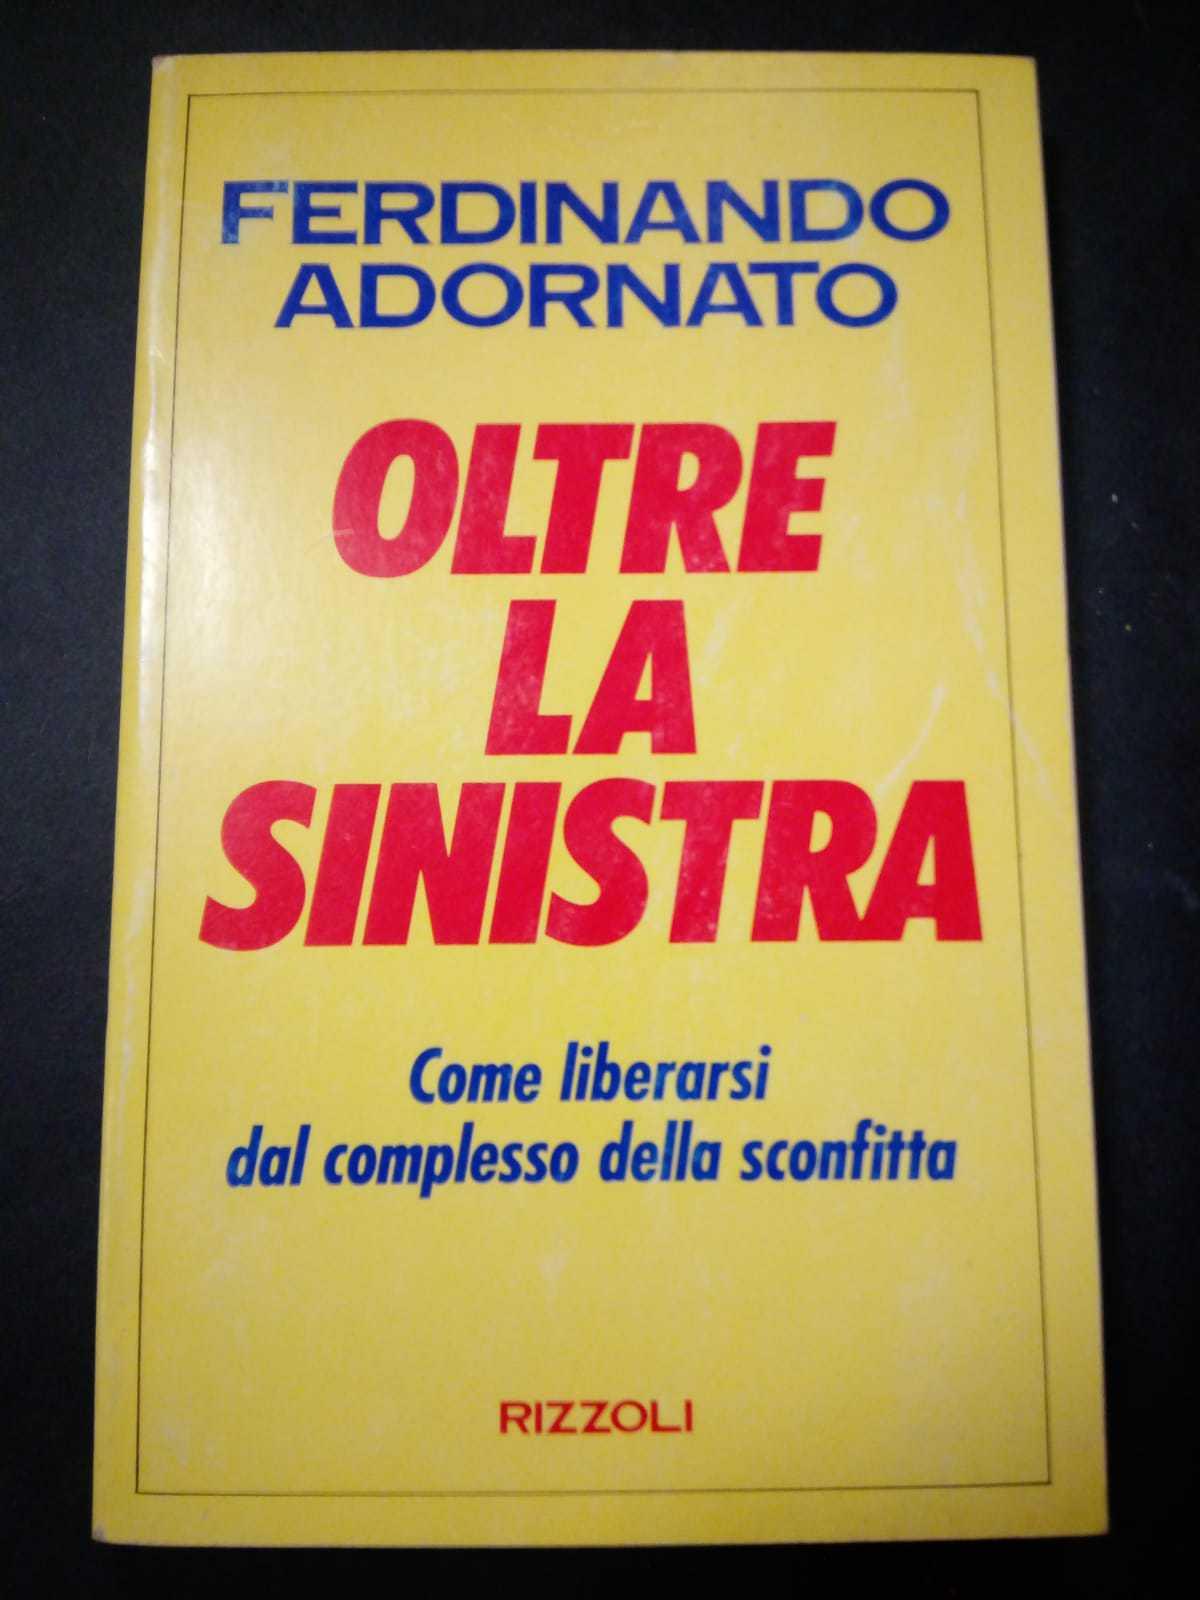 FERDINANDO
ADORNATO
OLTRE
LA
SINISTRA
Come liberarsi
dal complesso della sconfitta
RIZZOLI